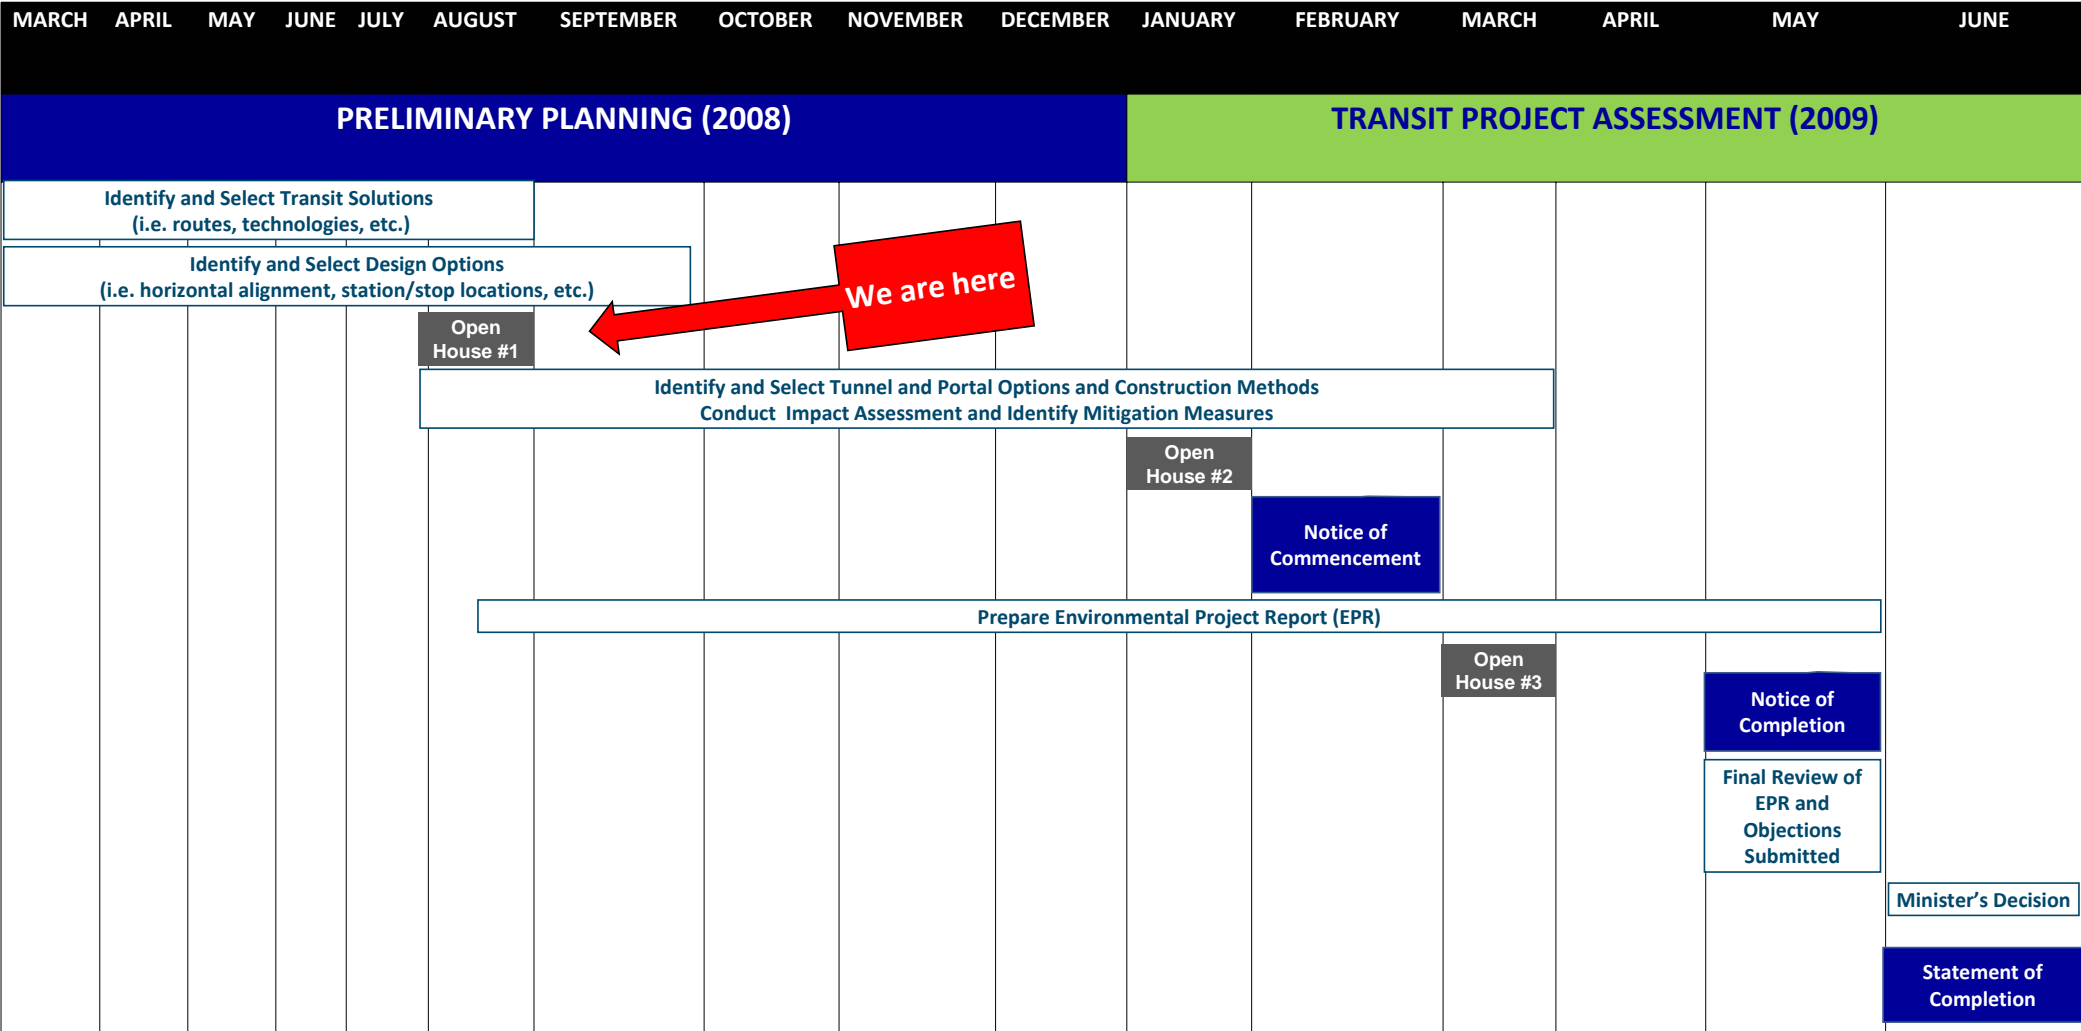 MARCH APRIL MAY JUNE JULY AUGUST SEPTEMBER OCTOBER NOVEMBER DECEMBER JANUARY FEBRUARY MARCH APRIL MAY JUNE
PRELIMINARY PLANNING (2008)
TRANSIT PROJECT ASSESSMENT (2009)
Identify and Select Transit Solutions
(i.e. routes, technologies, etc.)
Identify and Select Design Options
(i.e. horizontal alignment, station/stop locations, etc.)
We are here
Open
House #1
Identify and Select Tunnel and Portal Options and Construction Methods
Conduct Impact Assessment and Identify Mitigation Measures
Open
House #2
Notice of
Commencement
Prepare Environmental Project Report (EPR)
Open
House #3
Notice of
Completion
Final Review of
EPR and
Objections
Submitted
Minister’s Decision
Statement of
Completion